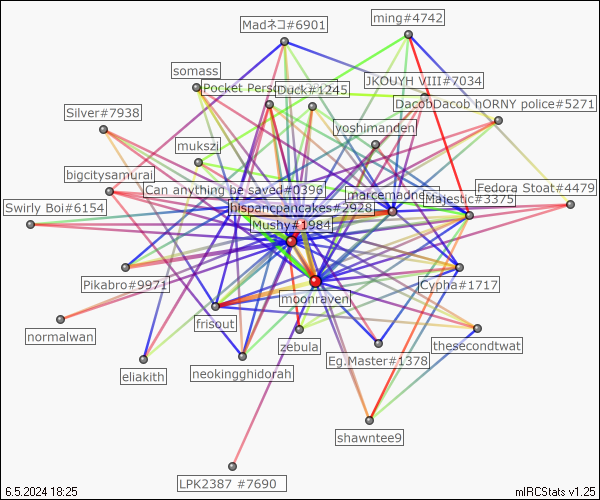 Madネコ#6901
ming#4742
somass
JKOUYH VIII#7034
Pocket Perso
Duck#1245
DacobDacob hORNY police#5271
Silver#7938
yoshimanden
mukszi
bigcitysamurai
Can anything be saved#0396
marcemadne
Majestic#3375
Fedora Stoat#4479
Swirly Boi#6154
hispancpancakes#2928
Mushy#1984
Pikabro#9971
moonraven
Cypha#1717
frisout
normalwan
zebula
thesecondtwat
Eg.Master#1378
eliakith
neokingghidorah
shawntee9
LPK2387 #7690
6.5.2024 18:25
mIRCStats v1.25